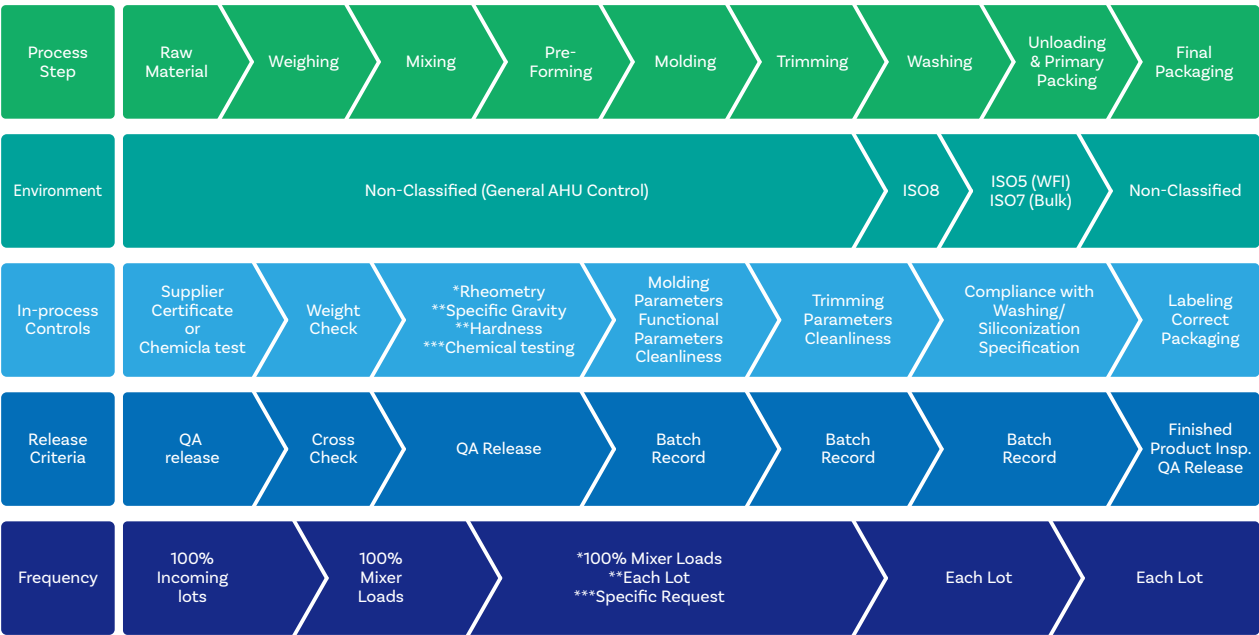 Process
Step
Raw
Material
Weighing
Mixing
Pre-
Forming
Molding
Trimming
Washing
Unloading
& Primary
Packing
Final
Packaging
Environment
Non-Classified (General AHU Control)
ISO8
ISO5 (WFI)
ISO7 (Bulk)
Non-Classified
In-process
Controls
Supplier
Certificate
or
Chemicla test
Weight
Check
*Rheometry
**Specific Gravity
**Hardness
***Chemical testing
Molding
Parameters
Functional
Parameters
Cleanliness
Trimming
Parameters
Cleanliness
Compliance with
Washing/
Siliconization
Specification
Labeling
Correct
Packaging
Release
Criteria
QA
release
Cross
Check
QA Release
Batch
Record
Batch
Record
Batch
Record
Finished
Product Insp.
QA Release
Frequency
100%
Incoming
lots
100%
Mixer
Loads
*100% Mixer Loads
**Each Lot
***Specific Request
Each Lot
Each Lot